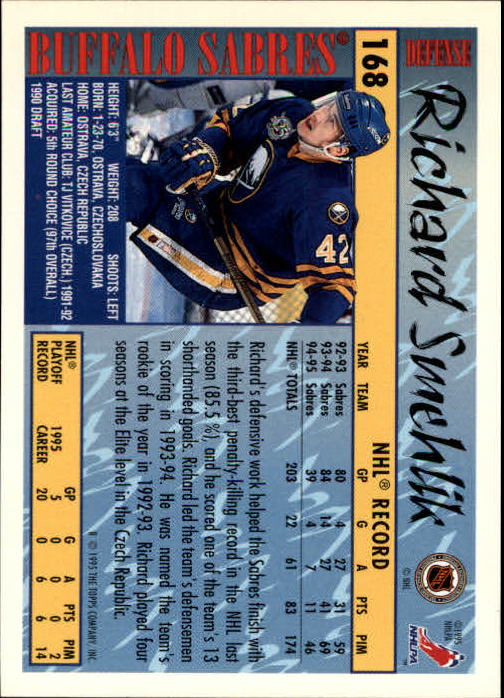 168
DEFENSE
Richard Smehlik
BUFFALO SABRES®
©1995 NHLPA
NHLPA™
© NHL
NHL
42
HEIGHT: 6'3" WEIGHT: 208 SHOOTS: LEFT
BORN: 1-23-70, OSTRAVA, CZECHOSLOVAKIA
HOME: OSTRAVA, CZECH REPUBLIC
LAST AMATEUR CLUB: TJ VITKOVICE (CZECH.) 1991-92
ACQUIRED: 5th ROUND CHOICE (97th OVERALL)
1990 DRAFT
NHL® RECORD
YEAR TEAM GP G A PTS PIM
92-93 Sabres 80 4 27 31 59
93-94 Sabres 84 14 27 41 69
94-95 Sabres 39 4 7 11 46
NHL® TOTALS 203 22 61 83 174
Richard's defensive work helped the Sabres finish with
the third-best penalty-killing record in the NHL last
season (85.5%), and he scored one of the team's 13
shorthanded goals. Richard led the team's defensemen
in scoring in 1993-94. He was named the team's
rookie of the year in 1992-93. Richard played four
seasons at the Elite level in the Czech Republic.
® © 1995 THE TOPPS COMPANY, INC.
NHL® PLAYOFF RECORD GP G A PTS PIM
1995 5 0 0 0 2
CAREER 20 0 6 6 14